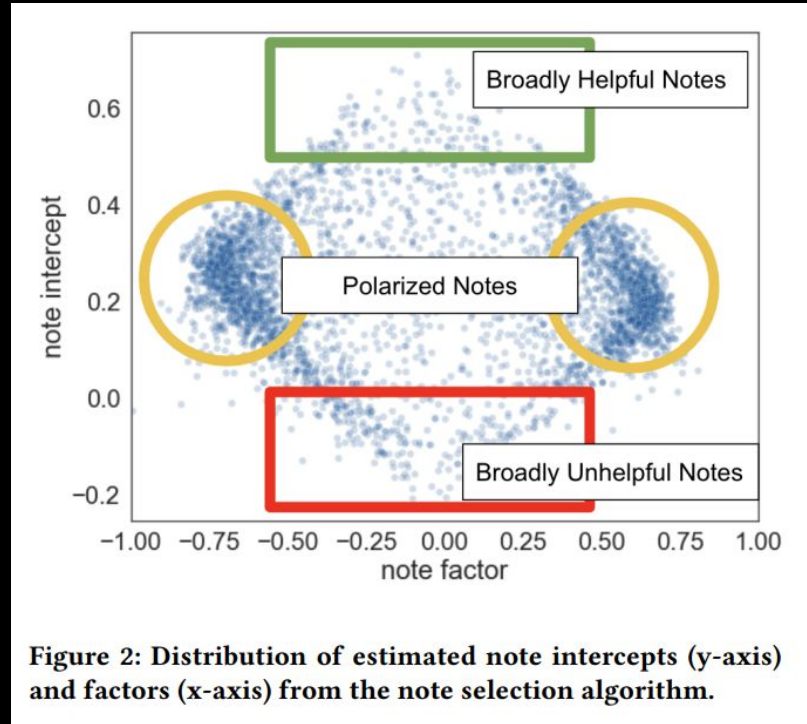 Broadly Helpful Notes
0.6
0.4
0.2
0.0
−0.2
note intercept
Polarized Notes
Broadly Unhelpful Notes
−1.00 −0.75 −0.50 −0.25 0.00 0.25 0.50 0.75 1.00
note factor
Figure 2: Distribution of estimated note intercepts (y-axis)
and factors (x-axis) from the note selection algorithm.